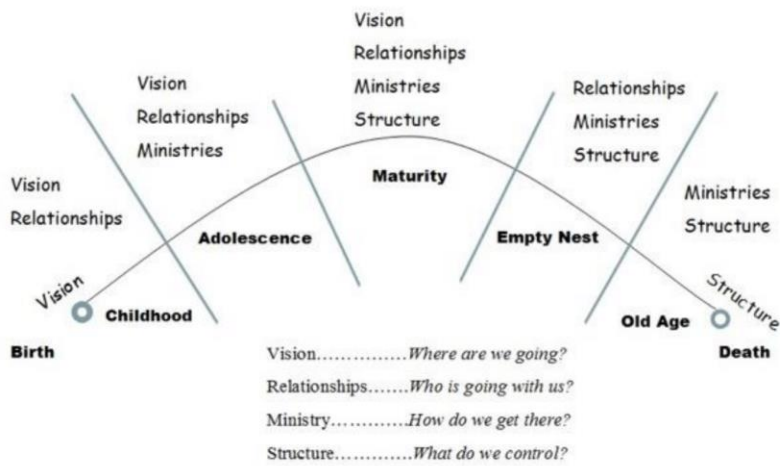 Vision
Relationships
Ministries
Structure
Vision
Relationships
Ministries
Relationships
Ministries
Structure
Vision
Relationships
Ministries
Structure
Maturity
Adolescence
Empty Nest
Vision
Structure
Childhood
Old Age
Birth
Death
Vision...............Where are we going?
Relationships.......Who is going with us?
Ministry.............How do we get there?
Structure............What do we control?